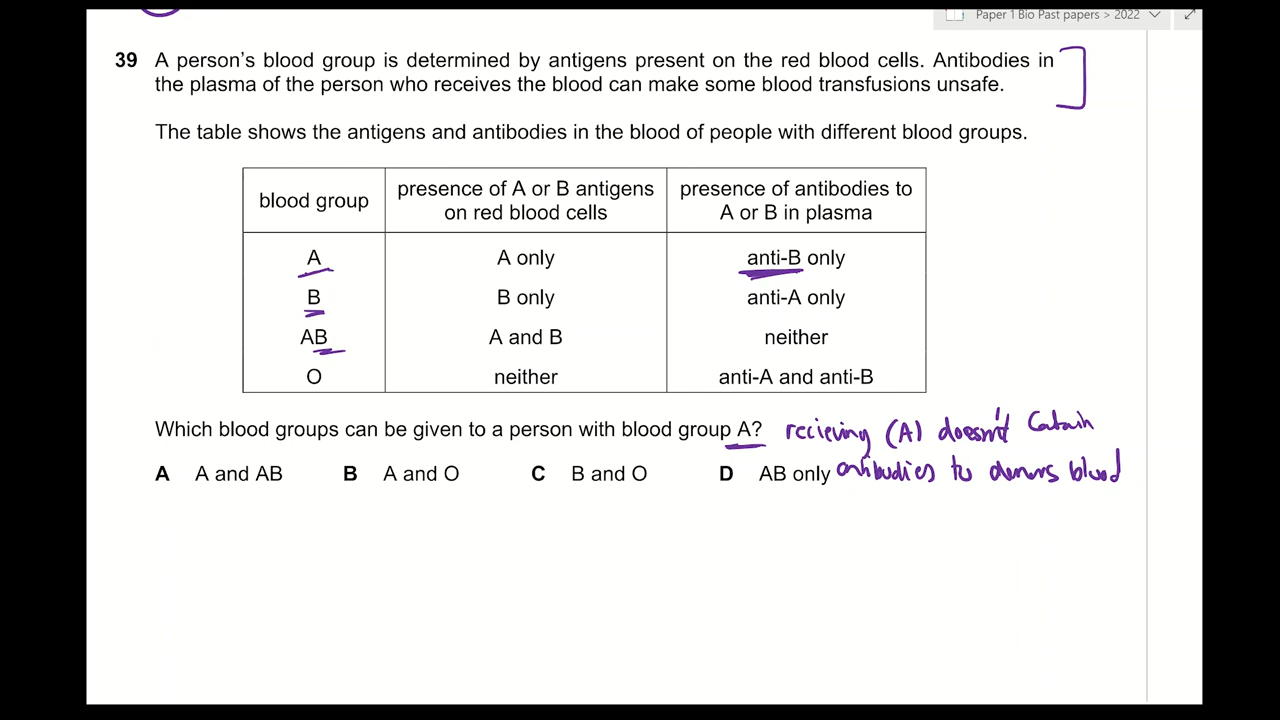 Paper 1 Bio Past papers > 2022
39 A person's blood group is determined by antigens present on the red blood cells. Antibodies in
the plasma of the person who receives the blood can make some blood transfusions unsafe.
The table shows the antigens and antibodies in the blood of people with different blood groups.
blood group presence of A or B antigens on red blood cells presence of antibodies to A or B in plasma
A A only anti-B only
B B only anti-A only
AB A and B neither
O neither anti-A and anti-B
Which blood groups can be given to a person with blood group A? recieving (A) doesn't
A A and AB B A and O C B and O D AB only antibodies to donors blood